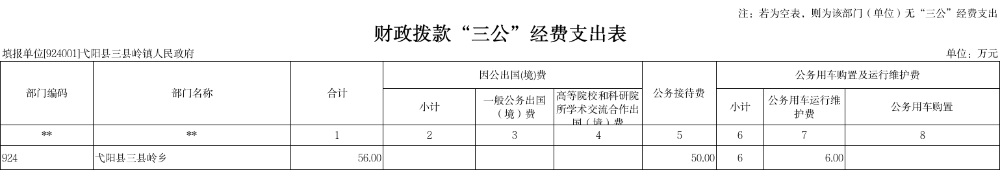 注：若为空表，则为该部门（单位）无“三公”经费支出
财政拨款“三公”经费支出表
填报单位[924001]弋阳县三县岭镇人民政府 单位：万元
部门编码 部门名称 合计 因公出国(境)费 公务接待费 公务用车购置及运行维护费
小计 一般公务出国（境）费 高等院校和科研院所学术交流合作出国（境）费 小计 公务用车运行维护费 公务用车购置
** ** 1 2 3 4 5 6 7 8
924 弋阳县三县岭乡 56.00 50.00 6 6.00